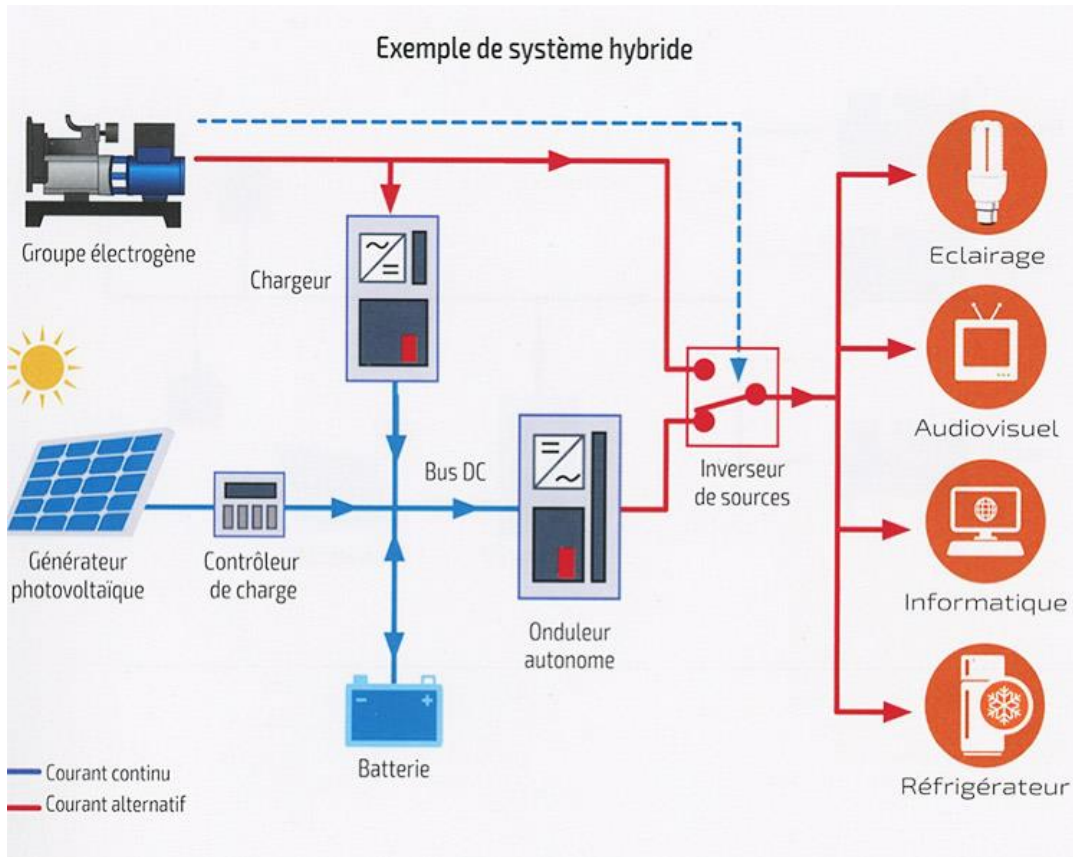 Exemple de système hybride
Groupe électrogène
Chargeur
Eclairage
Audiovisuel
Bus DC
Inverseur
de sources
Générateur
photovoltaïque
Contrôleur
de charge
Onduleur
autonome
Informatique
Batterie
Réfrigérateur
Courant continu
Courant alternatif